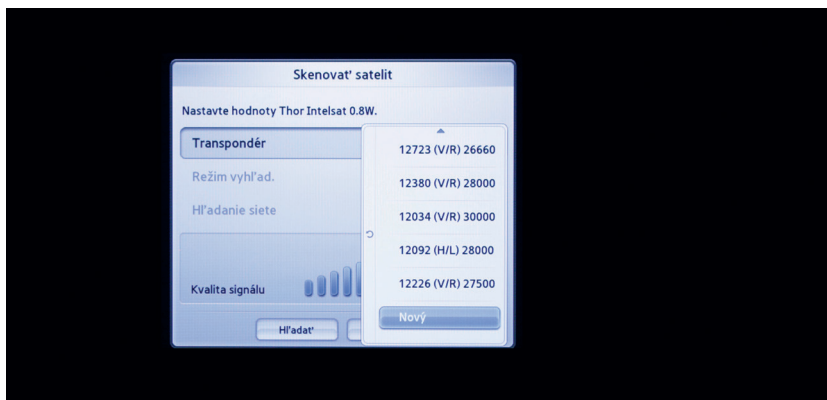 Skenovať satelit
Nastavte hodnoty Thor Intelsat 0.8W.
Transpondér
Režim vyhľad.
Hľadanie siete
Kvalita signálu
Hľadať
12723 (V/R) 26660
12380 (V/R) 28000
12034 (V/R) 30000
12092 (H/L) 28000
12226 (V/R) 27500
Nový